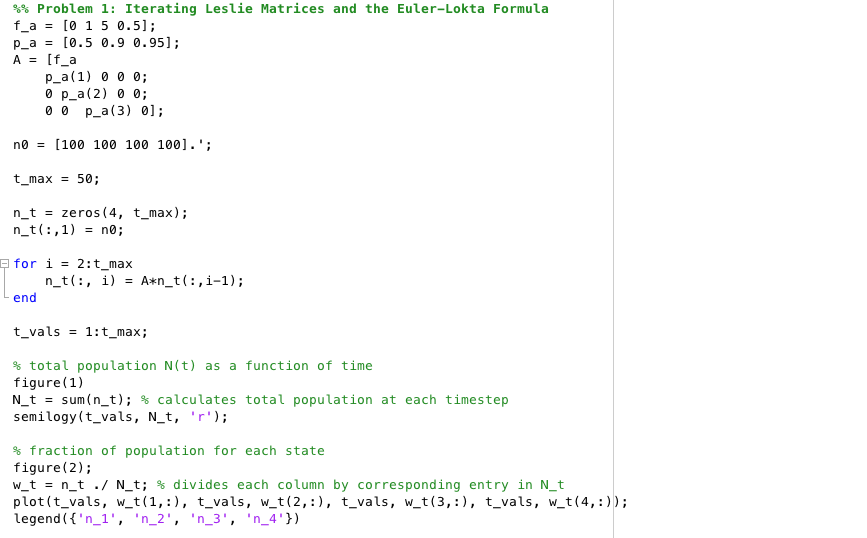 %% Problem 1: Iterating Leslie Matrices and the Euler-Lokta Formula
f_a = [0 1 5 0.5];
p_a = [0.5 0.9 0.95];
A = [f_a
    p_a(1) 0 0 0;
    0 p_a(2) 0 0;
    0 0  p_a(3) 0];

n0 = [100 100 100 100].';

t_max = 50;

n_t = zeros(4, t_max);
n_t(:,1) = n0;

for i = 2:t_max
    n_t(:, i) = A*n_t(:,i-1);
end

t_vals = 1:t_max;

% total population N(t) as a function of time
figure(1)
N_t = sum(n_t); % calculates total population at each timestep
semilogy(t_vals, N_t, 'r');

% fraction of population for each state
figure(2);
w_t = n_t ./ N_t; % divides each column by corresponding entry in N_t
plot(t_vals, w_t(1,:), t_vals, w_t(2,:), t_vals, w_t(3,:), t_vals, w_t(4,:));
legend({'n_1', 'n_2', 'n_3', 'n_4'})